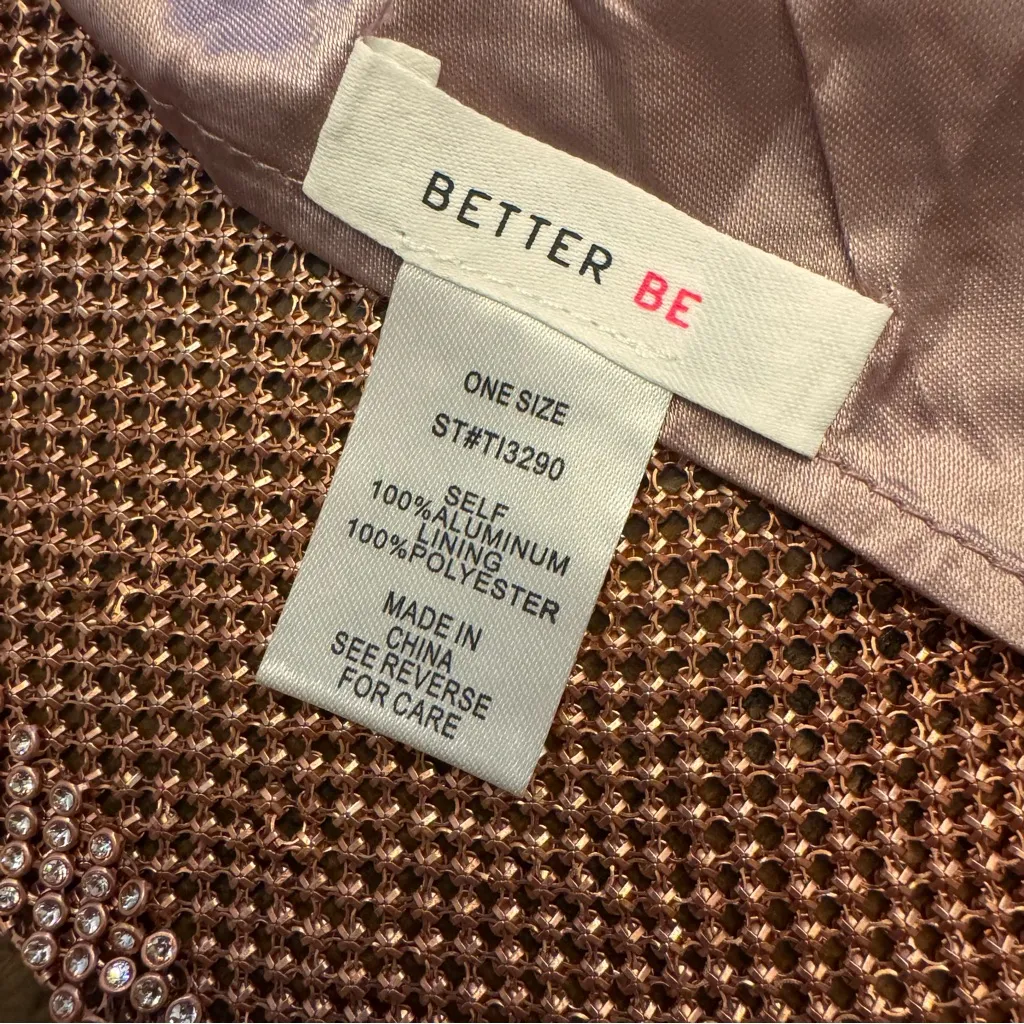 BETTER BE
ONE SIZE
ST#TI3290
SELF
100%ALUMINUM
LINING
100%POLYESTER
MADE IN
CHINA
SEE REVERSE
FOR CARE